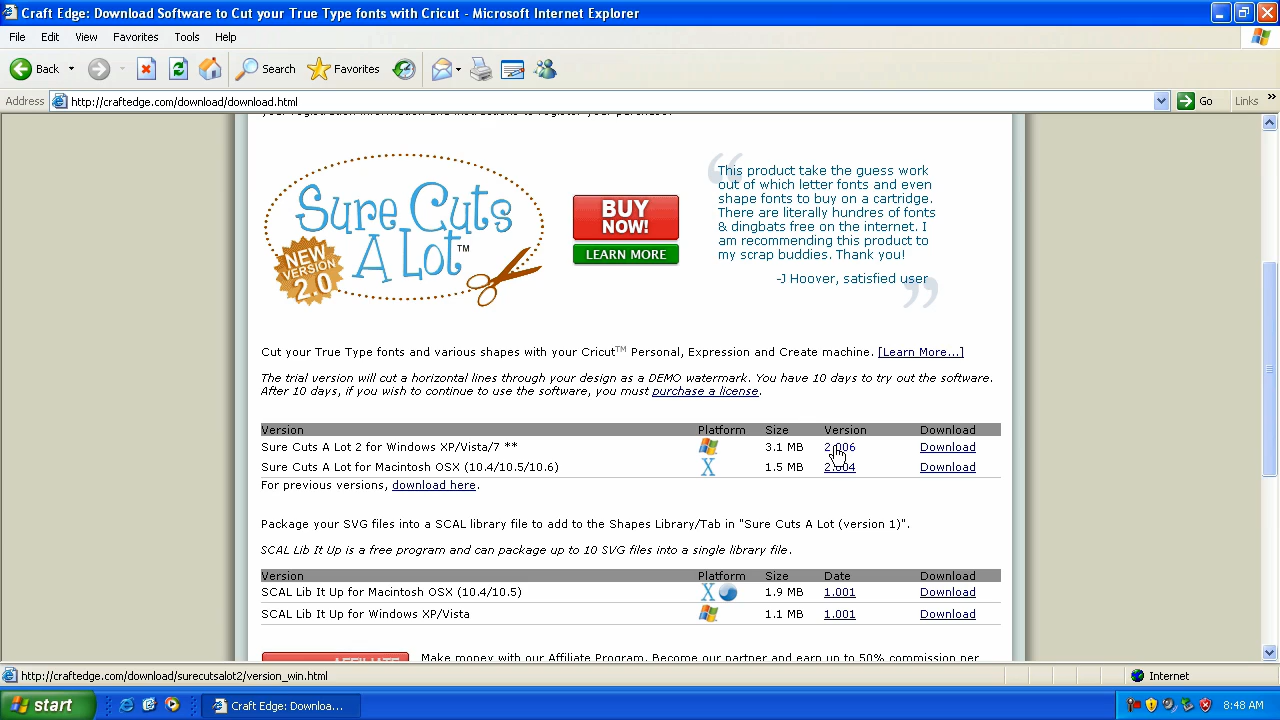 Craft Edge: Download Software to Cut your True Type fonts with Cricut - Microsoft Internet Explorer
File Edit View Favorites Tools Help
Back Search Favorites
Address http://craftedge.com/download/download.html Go Links »
your registration information and instructions to register your purchase.
Sure Cuts
A Lot™
NEW
VERSION
2.0
BUY
NOW!
LEARN MORE
“This product take the guess work
out of which letter fonts and even
shape fonts to buy on a cartridge.
There are literally hundreds of fonts
& dingbats free on the internet. I
am recommending this product to
my scrap buddies. Thank you!
-J Hoover, satisfied user”
Cut your True Type fonts and various shapes with your Cricut™ Personal, Expression and Create machine. [Learn More...]
The trial version will cut a horizontal lines through your design as a DEMO watermark. You have 10 days to try out the software.
After 10 days, if you wish to continue to use the software, you must purchase a license.
Version Platform Size Version Download
Sure Cuts A Lot 2 for Windows XP/Vista/7 ** 3.1 MB 2.006 Download
Sure Cuts A Lot for Macintosh OSX (10.4/10.5/10.6) 1.5 MB 2.004 Download
For previous versions, download here.
Package your SVG files into a SCAL library file to add to the Shapes Library/Tab in "Sure Cuts A Lot (version 1)".
SCAL Lib It Up is a free program and can package up to 10 SVG files into a single library file.
Version Platform Size Date Download
SCAL Lib It Up for Macintosh OSX (10.4/10.5) 1.9 MB 1.001 Download
SCAL Lib It Up for Windows XP/Vista 1.1 MB 1.001 Download
AFFILIATE Make money with our Affiliate Program. Become our partner and earn up to 50% commission per
http://craftedge.com/download/surecutsalot2/version_win.html Internet
start Craft Edge: Downloa... 8:48 AM